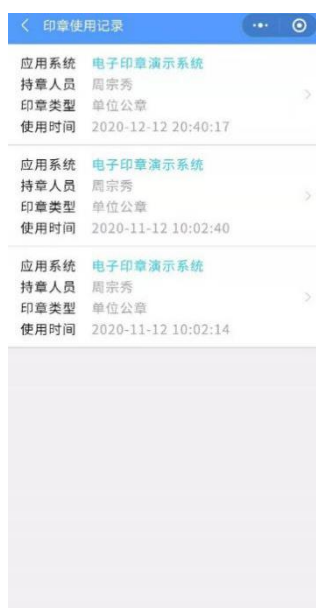 印章使用记录
应用系统 电子印章演示系统
持章人员 周宗秀
印章类型 单位公章
使用时间 2020-12-12 20:40:17
应用系统 电子印章演示系统
持章人员 周宗秀
印章类型 单位公章
使用时间 2020-11-12 10:02:40
应用系统 电子印章演示系统
持章人员 周宗秀
印章类型 单位公章
使用时间 2020-11-12 10:02:14